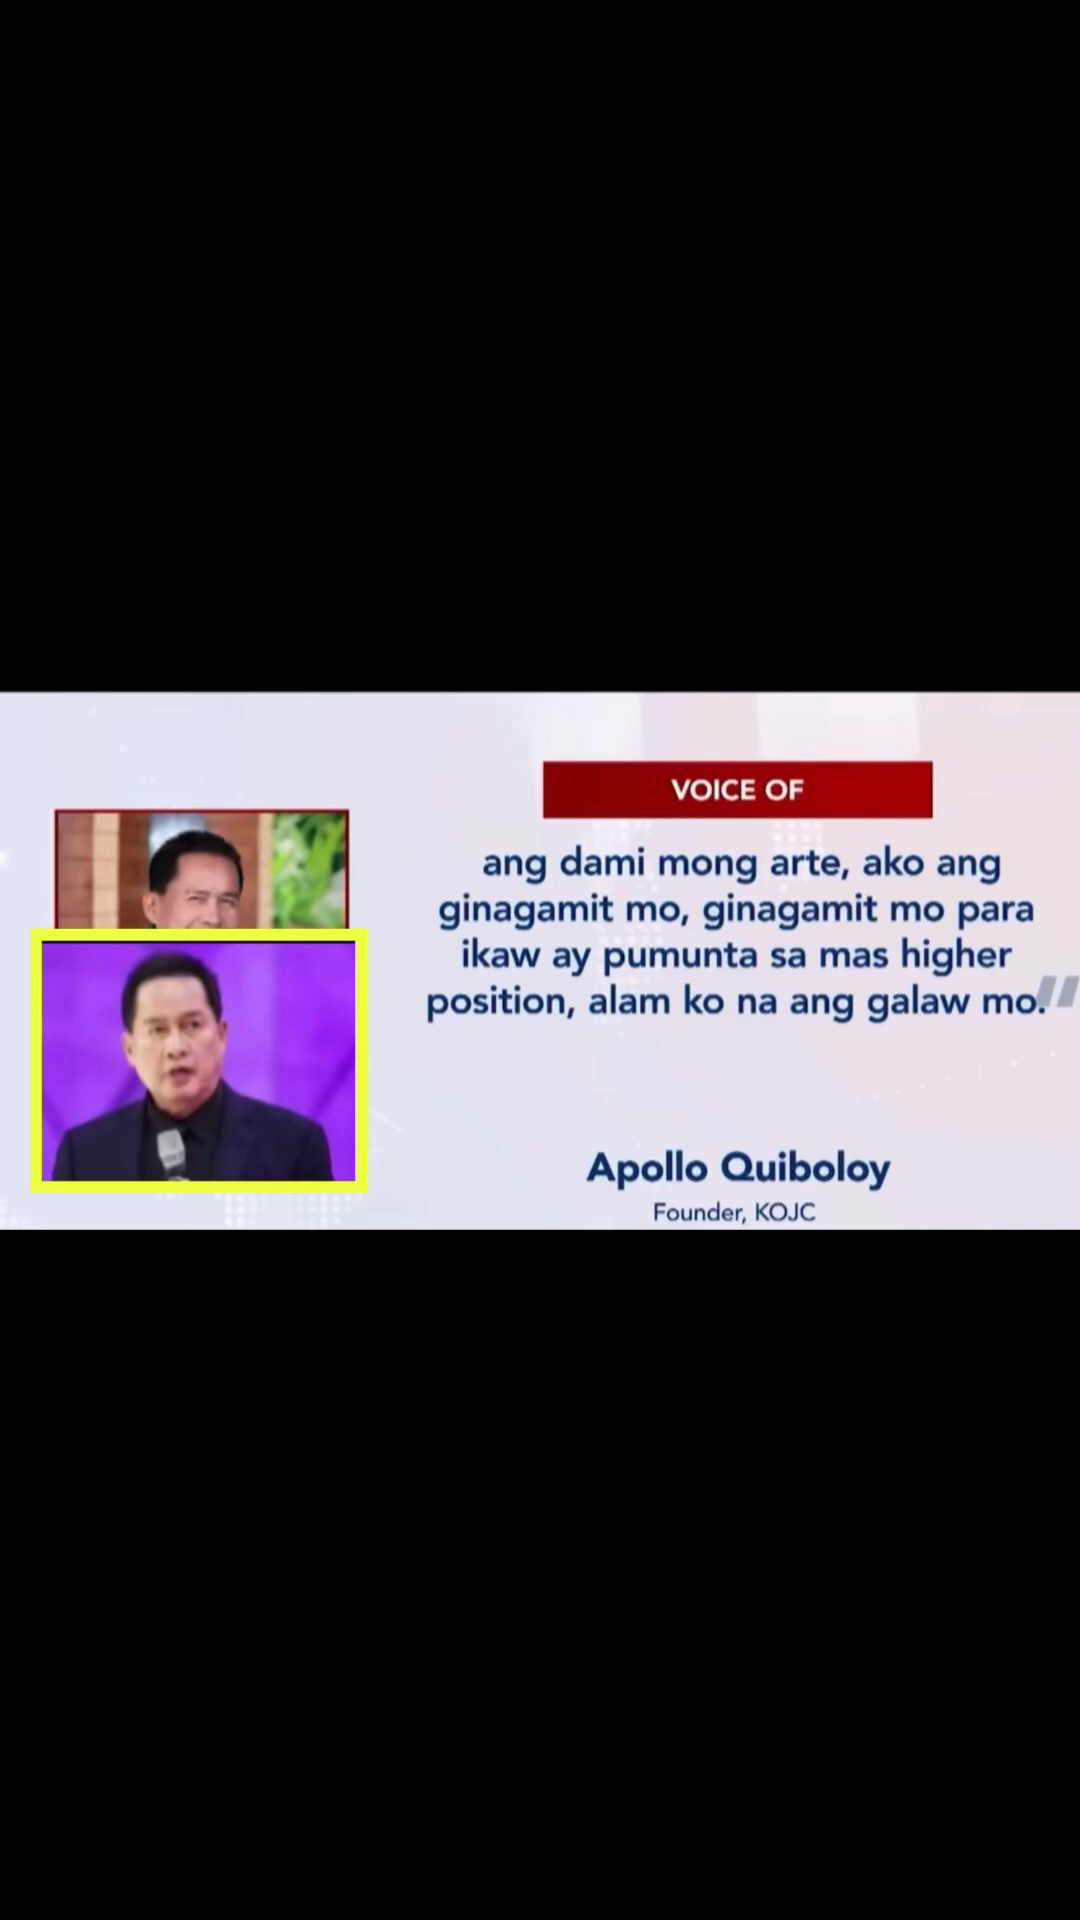 VOICE OF
ang dami mong arte, ako ang
ginagamit mo, ginagamit mo para
ikaw ay pumunta sa mas higher
position, alam ko na ang galaw mo."
Apollo Quiboloy
Founder, KOJC